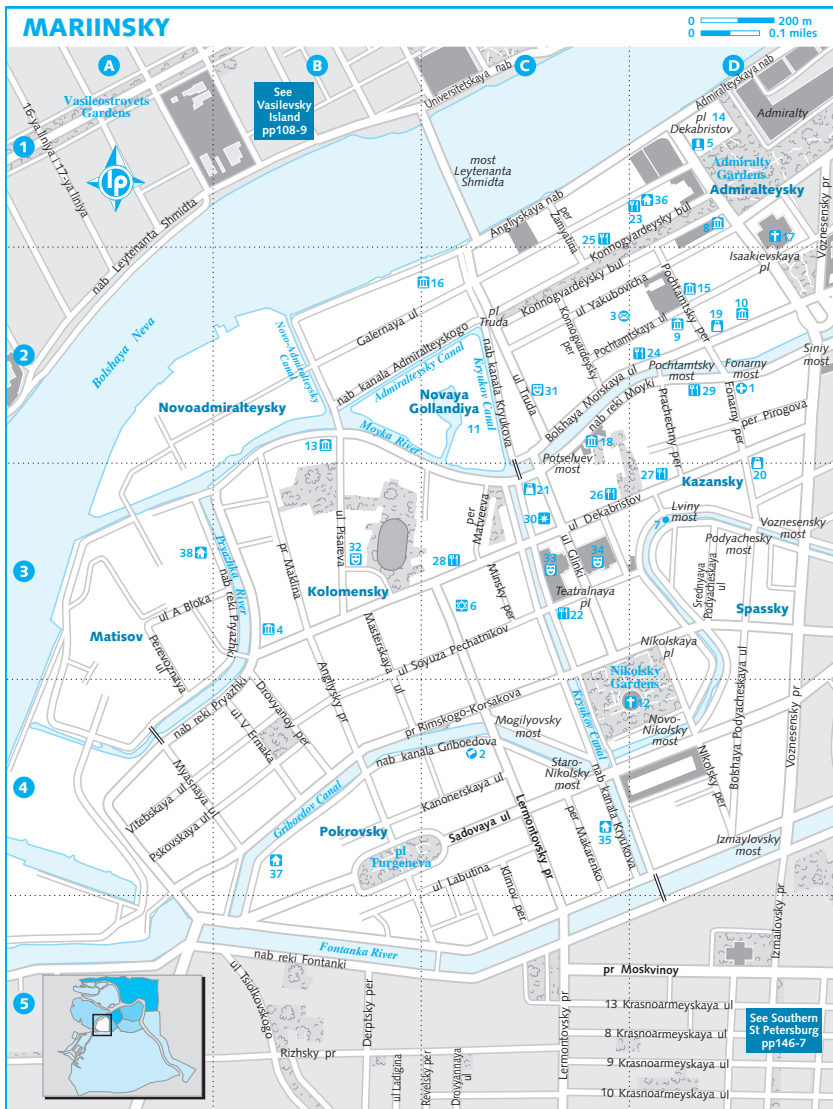 MARIINSKY
0 200 m
0 0.1 miles
A
B
C
D
1
2
3
4
5
Vasileostrovets
Gardens
See
Vasilevsky
Island
pp108-9
16-ya liniya
17-ya liniya
lp
nab Leytenanta Shmidta
Universitetskaya nab
most
Leytenanta
Shmidta
Admiralteyskaya nab
Admiralty
pl
Dekabristov
14
5
Admiralty
Gardens
Admiralteysky
Voznesensky pr
Angliyskaya nab
per
Zamyatina
36
23
25
Konnogvardeysky bul
8
17
Isaakievskaya
pl
Bolshaya Neva
16
Galernaya ul
pl
Truda
Konnogvardeysky bul
ul Yakubovicha
Pochtamtsky per
15
10
19
9
3
Konnogvardeysky
per
Pochtamtskaya ul
24
Siniy
most
Novo-Admiralteysky
Canal
nab kanala Admiralteyskogo
Admiralteysky Canal
Kryukov Canal
nab kanala Kryukova
ul Truda
31
Bolshaya Morskaya ul
nab reki Moyki
Pochtamtsky
most
Fonarny
most
29
1
Novoadmiralteysky
Novaya
Gollandiya
11
Prachechny per
Fonarny per
per Pirogova
13
Moyka River
18
Potseluev
most
27
20
Kazansky
21
26
30
ul Dekabristov
Lviny
most
7
Voznesensky
most
Podyachesky
most
per
Matveeva
ul Pisareva
32
28
33
34
ul Glinki
Teatralnaya
pl
Srednyaya
Podyacheskaya
ul
38
Pryazhka River
nab reki Pryazhki
pr Maklina
Kolomensky
Minsky per
6
22
Spassky
ul A Bloka
4
Matisov
Perevoznaya
ul
Masterskaya
ul
ul Soyuza Pechatnikov
Nikolskaya
pl
Angliysky pr
Nikolsky
Gardens
12
nab reki Pryazhki
Drovyanoy per
pr Rimskogo-Korsakova
Mogilyovsky
most
Kryukov Canal
Novo-
Nikolsky
most
Bolshaya Podyacheskaya ul
Voznesensky pr
ul V Ermaka
nab kanala Griboedova
2
Staro-
Nikolsky
most
Nikolsky per
Myasnaya ul
Vitebskaya ul
Pskovskaya ul
Griboedov Canal
Kanonerskaya ul
Lermontovsky pr
nab kanala Kryukova
Pokrovsky
Sadovaya ul
per Makarenko
35
Izmaylovsky
most
pl
Turgeneva
37
ul Labutina
Klimov per
Izmailovsky pr
Fontanka River
nab reki Fontanki
ul Tsiolkovskogo
Derptsky per
pr Moskvinoy
13 Krasnoarmeyskaya ul
Lermontovsky pr
8 Krasnoarmeyskaya ul
See Southern
St Petersburg
pp146-7
Rizhsky pr
ul Ladigina
Revelsky per
Drovyannaya
ul
9 Krasnoarmeyskaya ul
10 Krasnoarmeyskaya ul